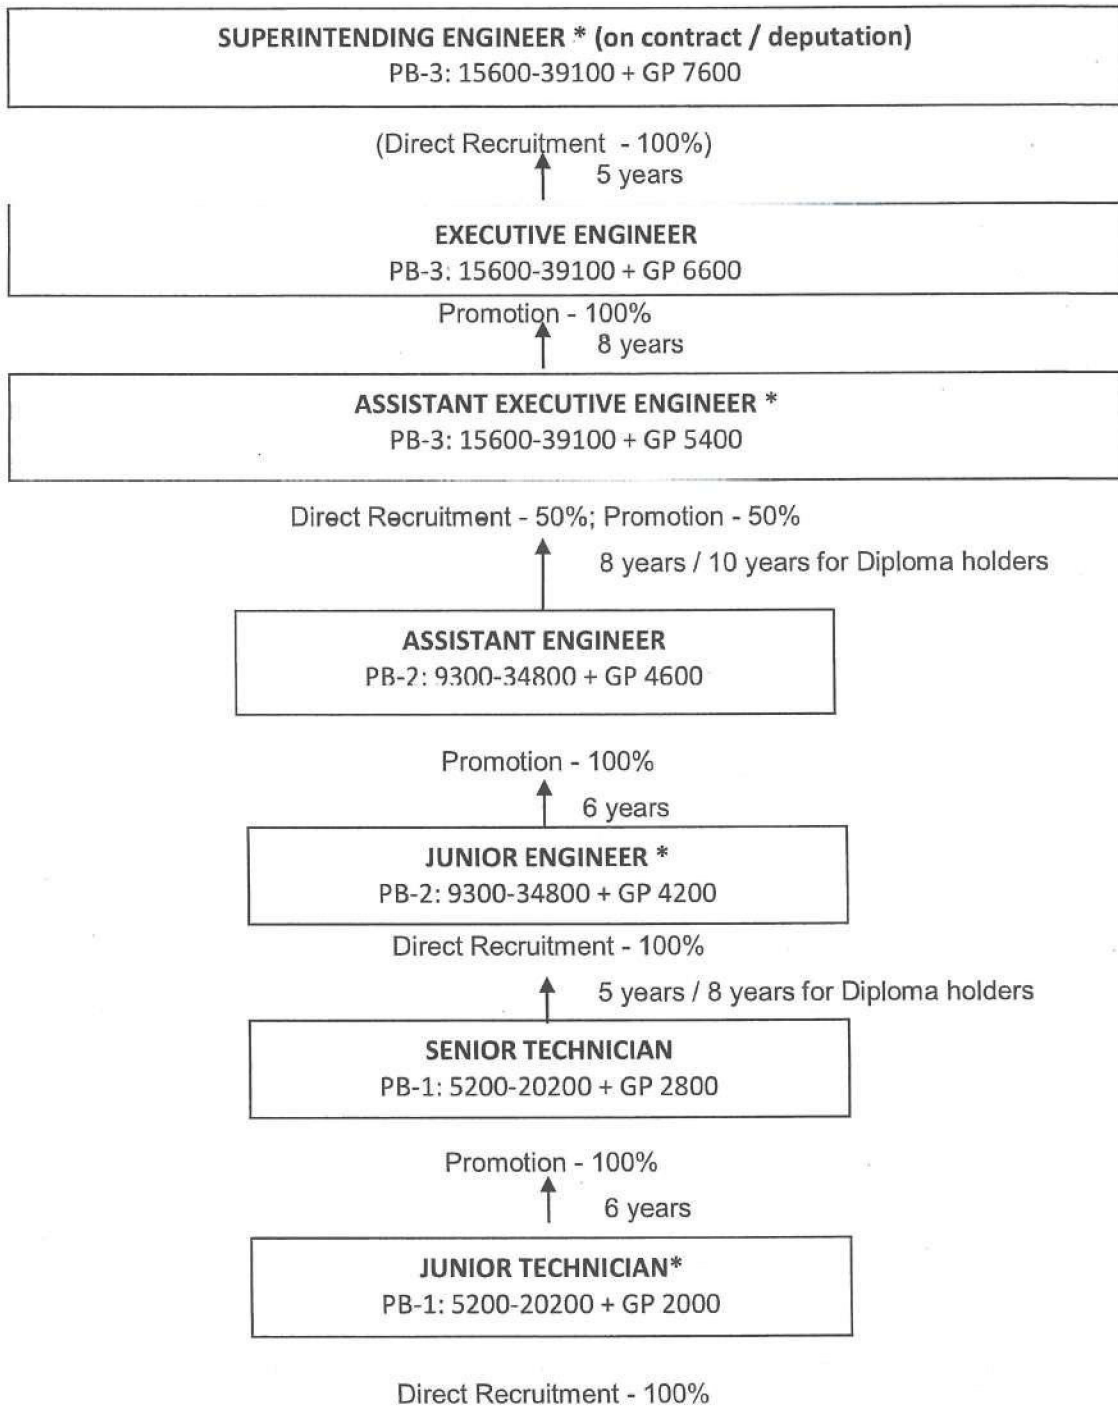 SUPERINTENDING ENGINEER * (on contract / deputation)
PB-3: 15600-39100 + GP 7600
(Direct Recruitment - 100%)
5 years
EXECUTIVE ENGINEER
PB-3: 15600-39100 + GP 6600
Promotion - 100%
8 years
ASSISTANT EXECUTIVE ENGINEER *
PB-3: 15600-39100 + GP 5400
Direct Recruitment - 50%; Promotion - 50%
8 years / 10 years for Diploma holders
ASSISTANT ENGINEER
PB-2: 9300-34800 + GP 4600
Promotion - 100%
6 years
JUNIOR ENGINEER *
PB-2: 9300-34800 + GP 4200
Direct Recruitment - 100%
5 years / 8 years for Diploma holders
SENIOR TECHNICIAN
PB-1: 5200-20200 + GP 2800
Promotion - 100%
6 years
JUNIOR TECHNICIAN*
PB-1: 5200-20200 + GP 2000
Direct Recruitment - 100%